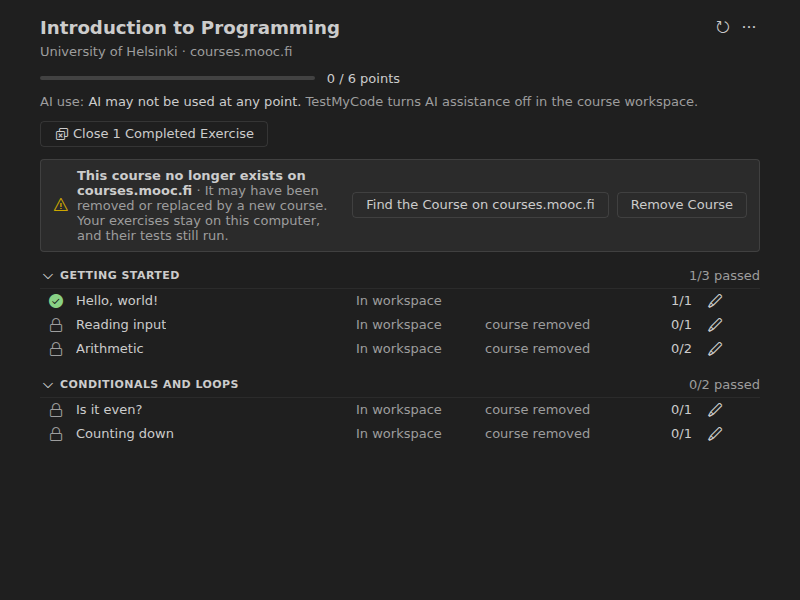 Introduction to Programming
University of Helsinki · courses.mooc.fi
0 / 6 points
AI use: AI may not be used at any point. TestMyCode turns AI assistance off in the course workspace.
Close 1 Completed Exercise
This course no longer exists on
courses.mooc.fi · It may have been
removed or replaced by a new course.
Your exercises stay on this computer,
and their tests still run.
Find the Course on courses.mooc.fi
Remove Course
GETTING STARTED 1/3 passed
Hello, world! In workspace 1/1
Reading input In workspace course removed 0/1
Arithmetic In workspace course removed 0/2
CONDITIONALS AND LOOPS 0/2 passed
Is it even? In workspace course removed 0/1
Counting down In workspace course removed 0/1